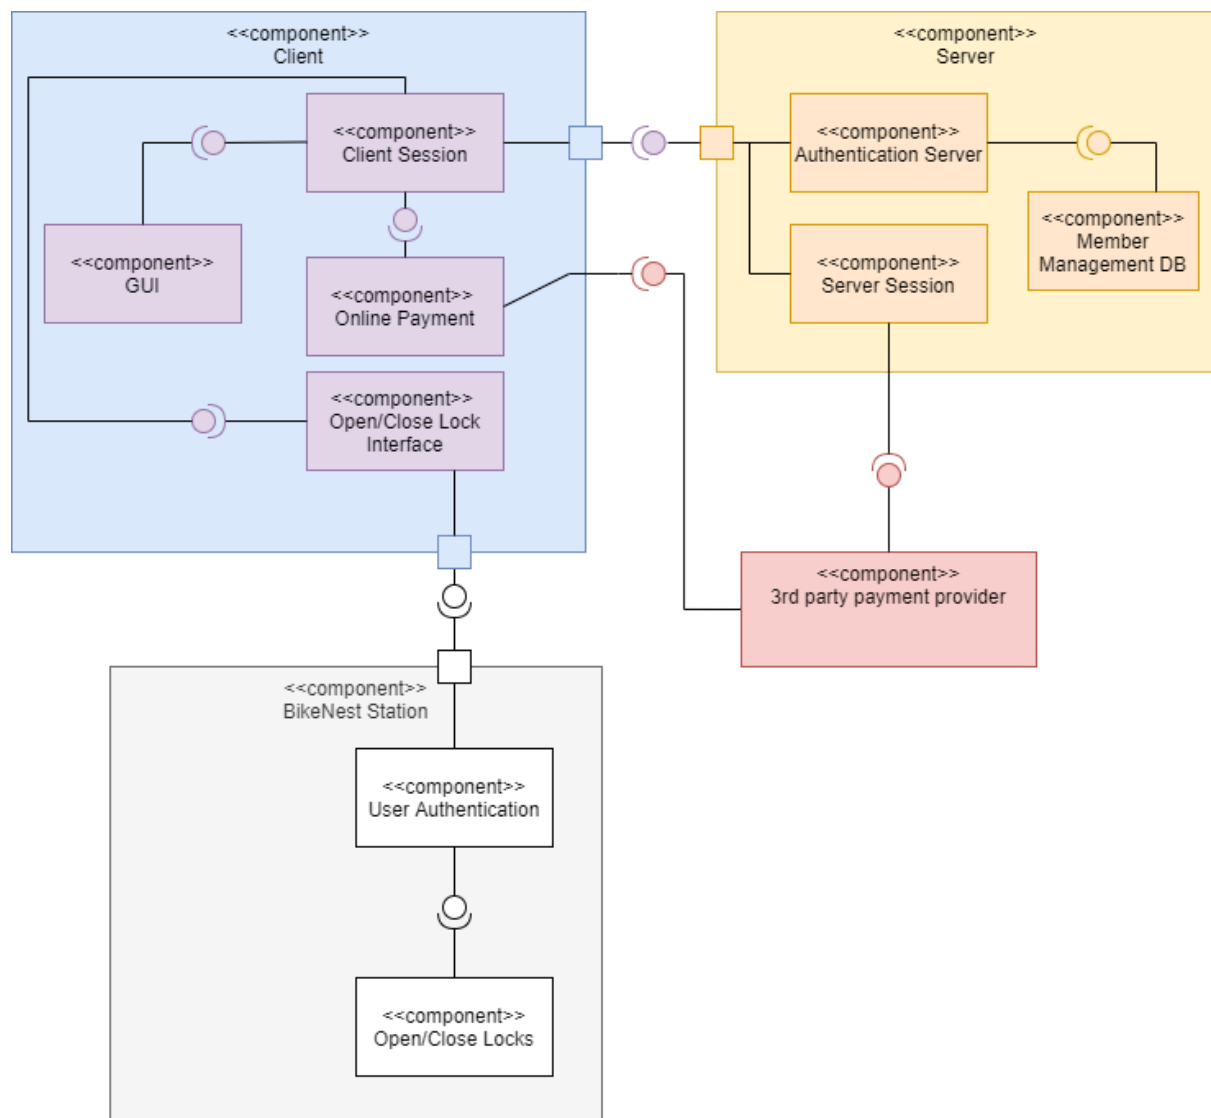 <<component>>
Client
<<component>>
Server
<<component>>
Client Session
<<component>>
Authentication Server
<<component>>
Member
Management DB
<<component>>
GUI
<<component>>
Online Payment
<<component>>
Server Session
<<component>>
Open/Close Lock
Interface
<<component>>
3rd party payment provider
<<component>>
BikeNest Station
<<component>>
User Authentication
<<component>>
Open/Close Locks